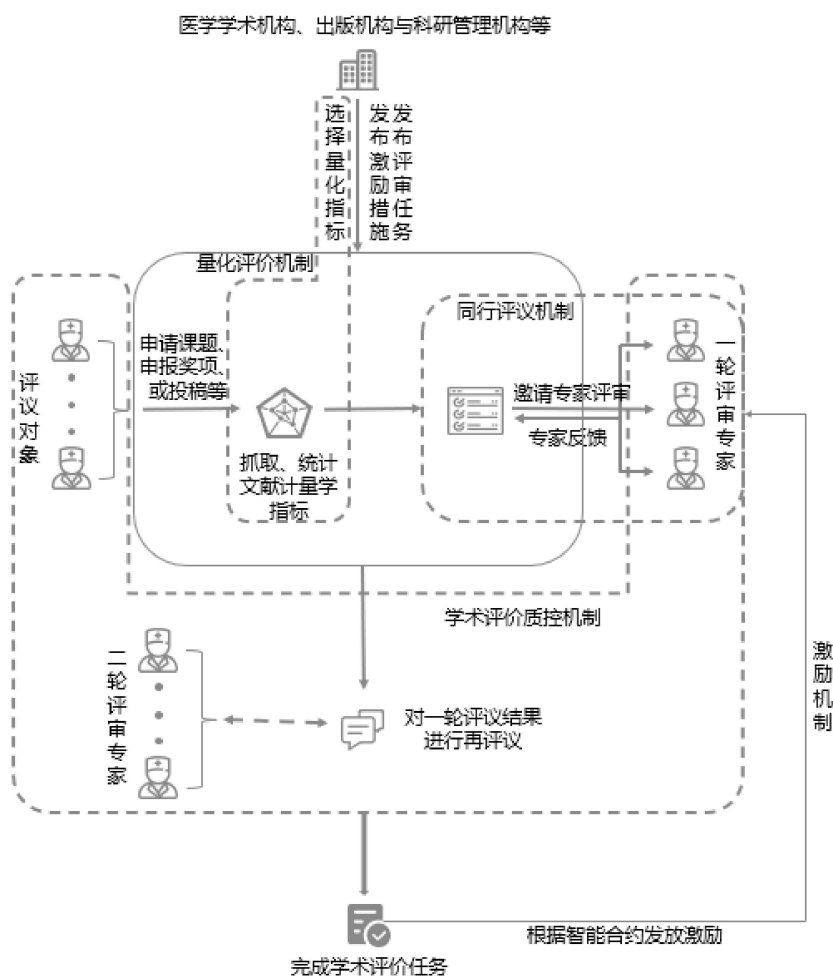 医学学术机构、出版机构与科研管理机构等
选择量化指标
发布激励措施
发布评审任务
量化评价机制
同行评议机制
评议对象
申请课题、
申报奖项、
或投稿等
抓取、统计
文献计量学
指标
邀请专家评审
专家反馈
一轮评审专家
学术评价质控机制
二轮评审专家
对一轮评议结果
进行再评议
激励机制
根据智能合约发放激励
完成学术评价任务